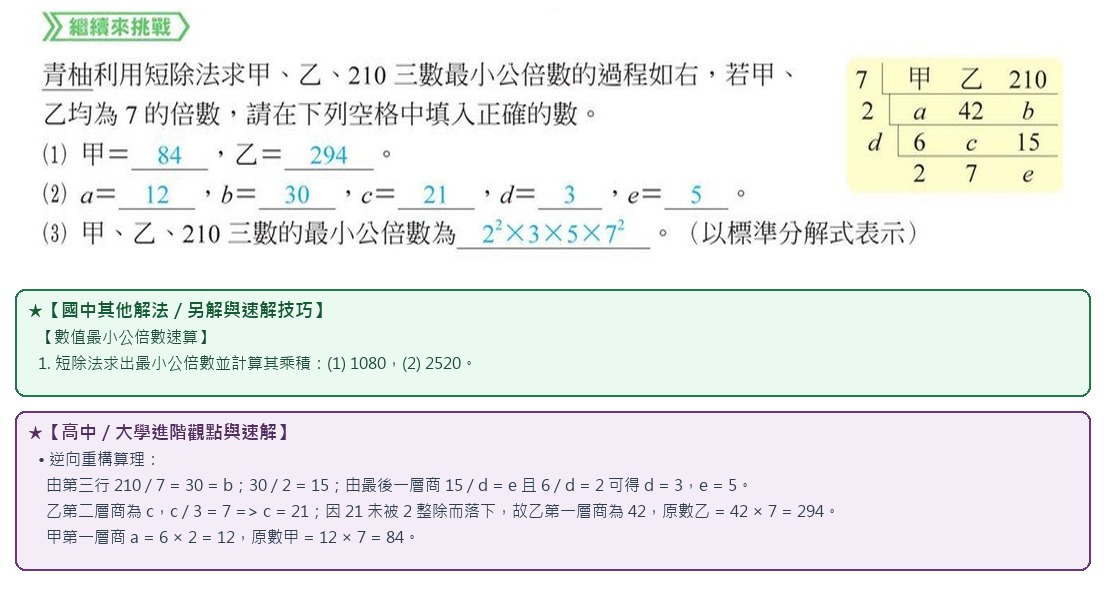 繼續來挑戰
青柚利用短除法求甲、乙、210 三數最小公倍數的過程如右，若甲、
乙均為 7 的倍數，請在下列空格中填入正確的數。
(1) 甲＝ 84 ，乙＝ 294 。
(2) a＝ 12 ，b＝ 30 ，c＝ 21 ，d＝ 3 ，e＝ 5 。
(3) 甲、乙、210 三數的最小公倍數為 2²×3×5×7² 。（以標準分解式表示）
7 甲 乙 210
2 a 42 b
d 6 c 15
2 7 e
★【國中其他解法 / 另解與速解技巧】
【數值最小公倍數速算】
1. 短除法求出最小公倍數並計算其乘積：(1) 1080，(2) 2520。
★【高中 / 大學進階觀點與速解】
• 逆向重構算理：
由第三行 210 / 7 = 30 = b；30 / 2 = 15；由最後一層商 15 / d = e 且 6 / d = 2 可得 d = 3，e = 5。
乙第二層商為 c，c / 3 = 7 => c = 21；因 21 未被 2 整除而落下，故乙第一層商為 42，原數乙 = 42 × 7 = 294。
甲第一層商 a = 6 × 2 = 12，原數甲 = 12 × 7 = 84。